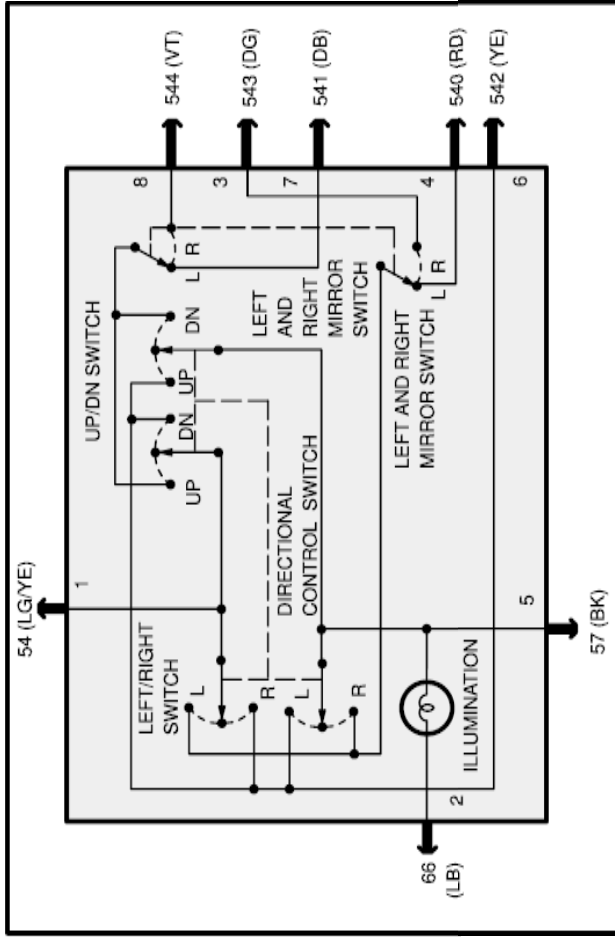 54 (LG/YE)
1
UP/DN SWITCH
8
544 (VT)
UP
DN
UP
DN
L
R
3
543 (DG)
LEFT
AND
RIGHT
MIRROR
SWITCH
7
541 (DB)
LEFT/RIGHT
SWITCH
L
R
L
R
DIRECTIONAL
CONTROL SWITCH
LEFT AND RIGHT
MIRROR SWITCH
L
R
4
540 (RD)
542 (YE)
6
66
(LB)
2
ILLUMINATION
5
57 (BK)